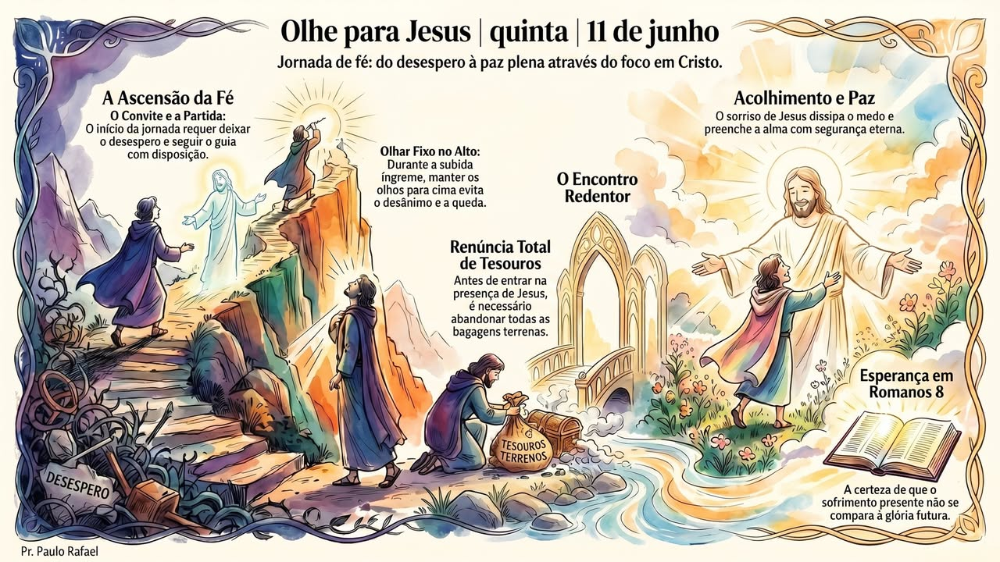 Olhe para Jesus | quinta | 11 de junho
Jornada de fé: do desespero à paz plena através do foco em Cristo.
A Ascensão da Fé
O Convite e a Partida:
O início da jornada requer deixar
o desespero e seguir o guia
com disposição.
Olhar Fixo no Alto:
Durante a subida
íngreme, manter os
olhos para cima evita
o desânimo e a queda.
Renúncia Total
de Tesouros
Antes de entrar na
presença de Jesus,
é necessário
abandonar todas as
bagagens terrenas.
O Encontro
Redentor
Acolhimento e Paz
O sorriso de Jesus dissipa o medo e
preenche a alma com segurança eterna.
Esperança em
Romanos 8
A certeza de que o
sofrimento presente não se
compara à glória futura.
DESESPERO
TESOUROS
TERRENOS
Pr. Paulo Rafael